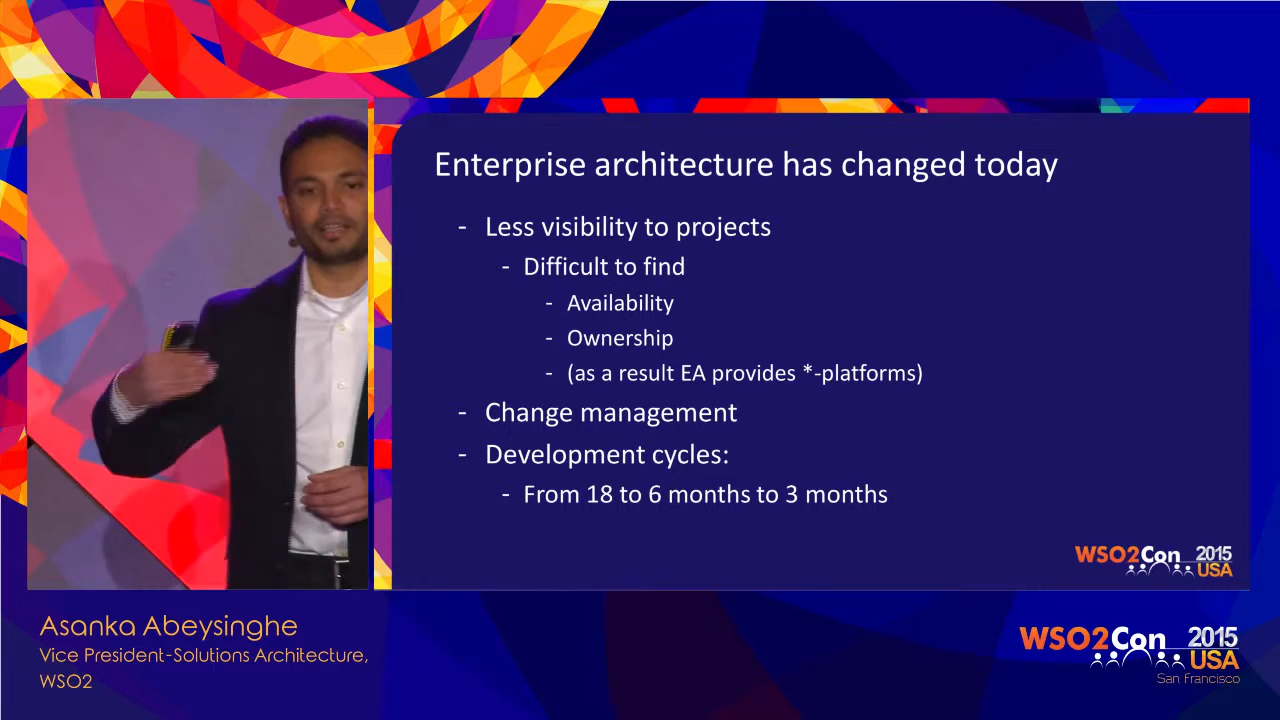 Enterprise architecture has changed today
- Less visibility to projects
- Difficult to find
- Availability
- Ownership
- (as a result EA provides *-platforms)
- Change management
- Development cycles:
- From 18 to 6 months to 3 months
WSO2Con 2015
USA
Asanka Abeysinghe
Vice President-Solutions Architecture,
WSO2
WSO2Con 2015
USA
San Francisco